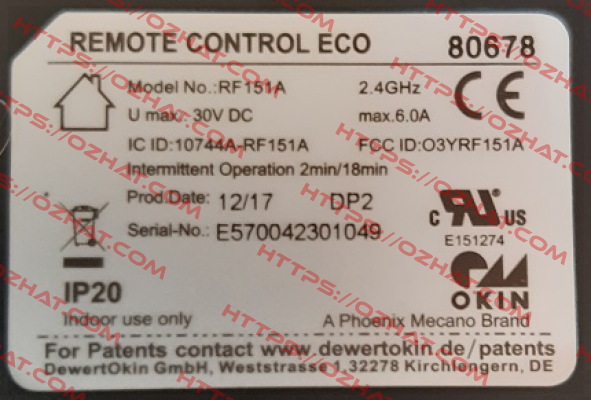 REMOTE CONTROL ECO 80678
Model No.:RF151A 2.4GHz
U max.: 30V DC max.6.0A
IC ID:10744A-RF151A FCC ID:O3YRF151A
Intermittent Operation 2min/18min
Prod.Date: 12/17 DP2
Serial-No.: E570042301049
c RU US
E151274
IP20
OKIN
Indoor use only A Phoenix Mecano Brand
For Patents contact www.dewertokin.de/patents
DewertOkin GmbH, Weststrasse 1,32278 Kirchlengern, DE
HTTPS://OZHAT.COM